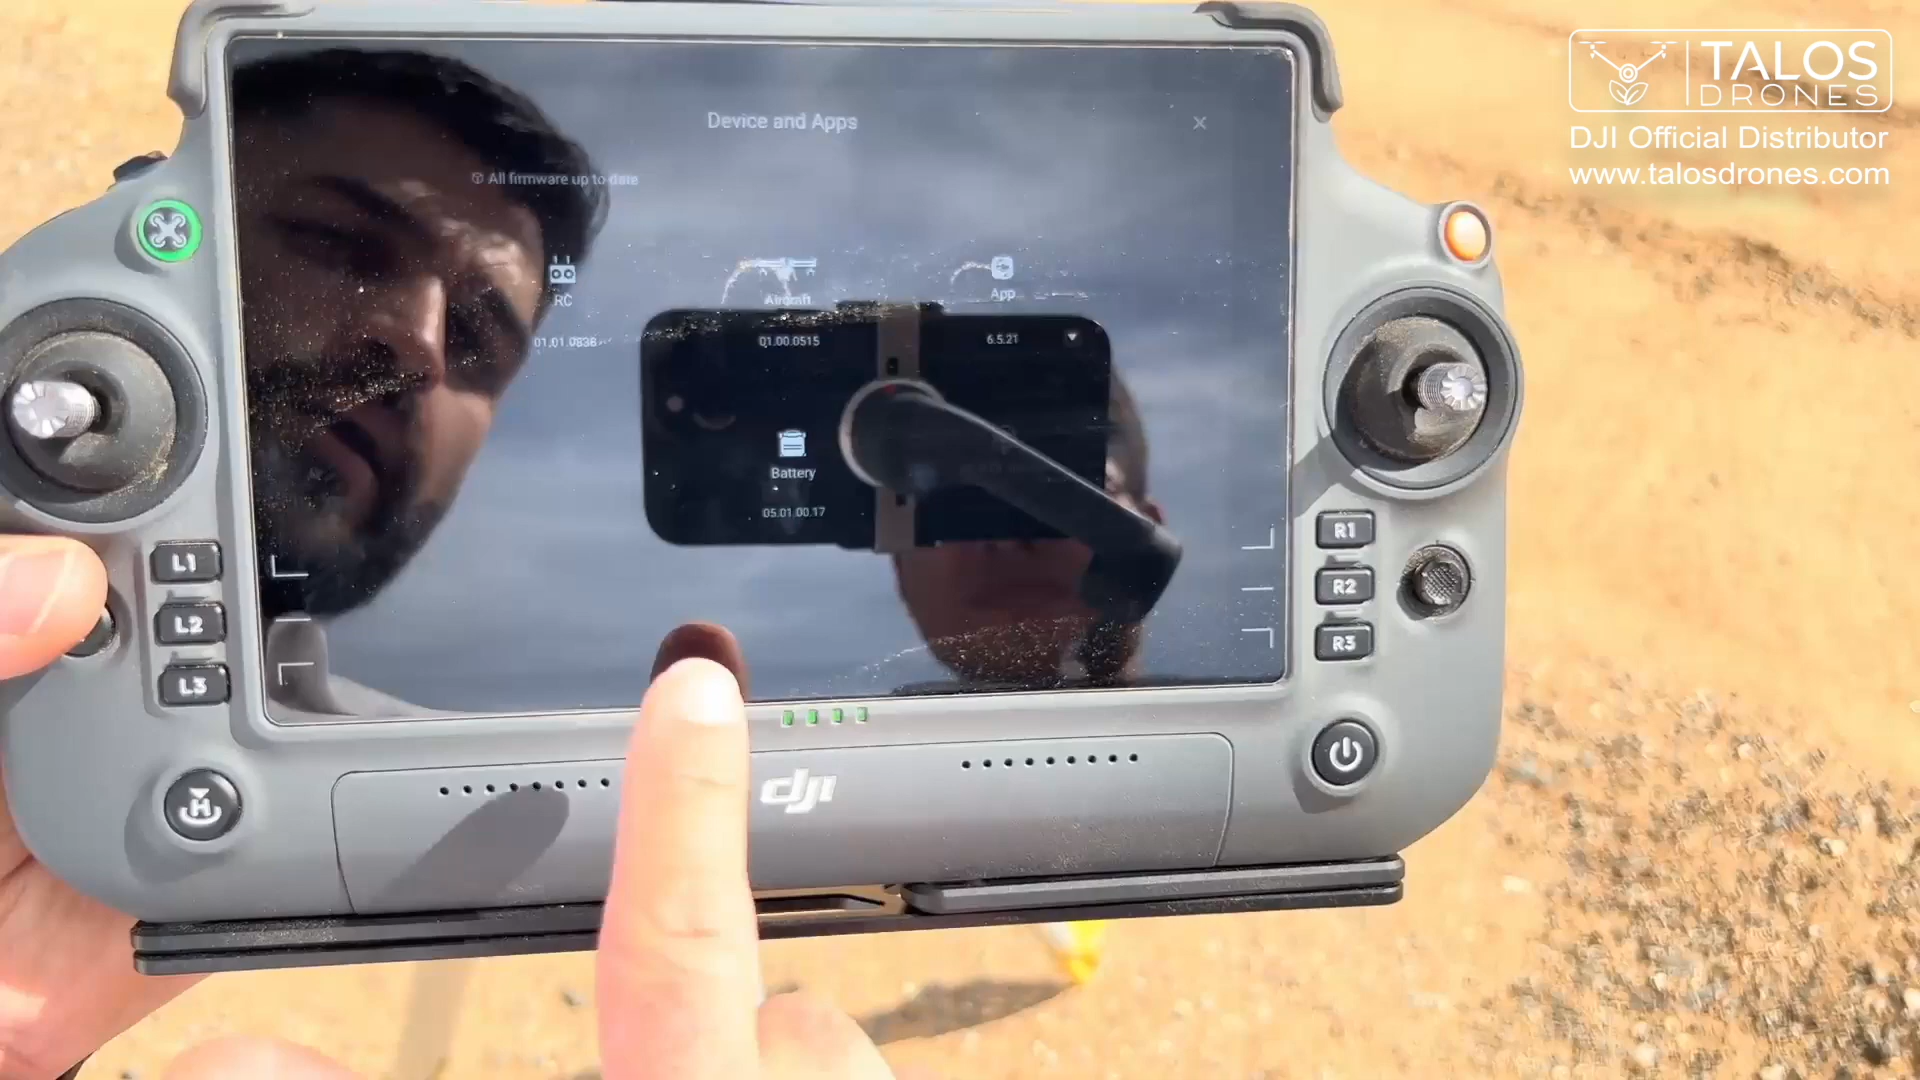 TALOS
DRONES
DJI Official Distributor
www.talosdrones.com
Device and Apps
All firmware up to date
RC
Aircraft
App
01.01.0838
01.00.0515
6.5.21
Battery
05.01.00.17
L1
L2
L3
R1
R2
R3
H
dji